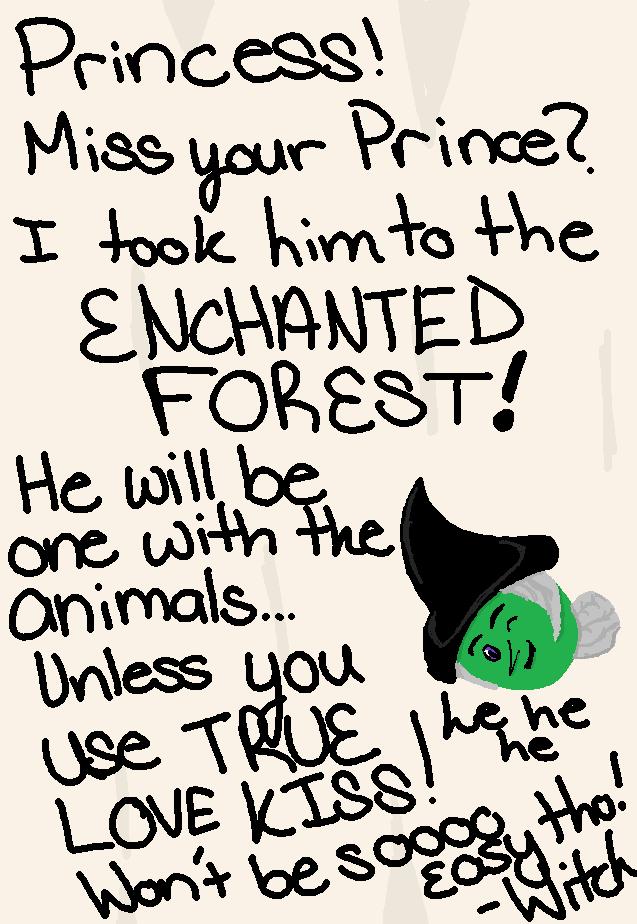 Princess!
Miss your Prince?
I took him to the
ENCHANTED
FOREST!
He will be
one with the
animals...
Unless you
use TRUE
LOVE KISS!
he he
he
Won't be soooo easy tho!
-Witch